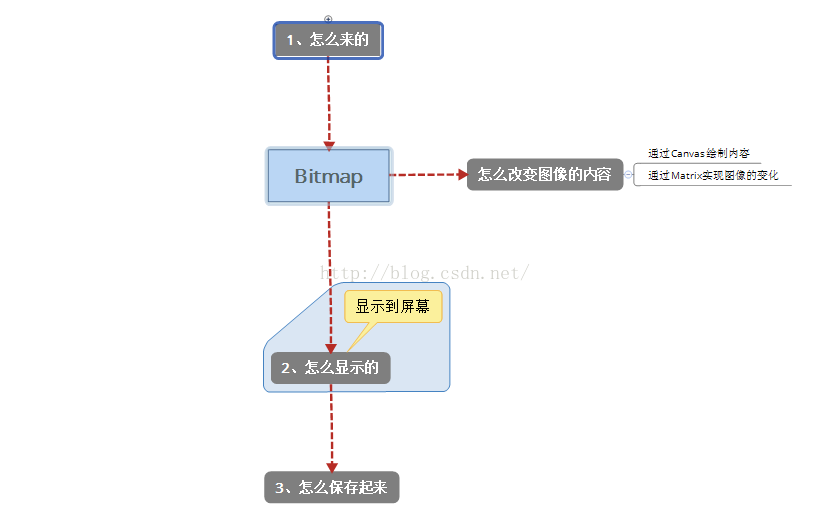 1、怎么来的
Bitmap
怎么改变图像的内容
通过Canvas绘制内容
通过Matrix实现图像的变化
http://blog.csdn.net/
显示到屏幕
2、怎么显示的
3、怎么保存起来